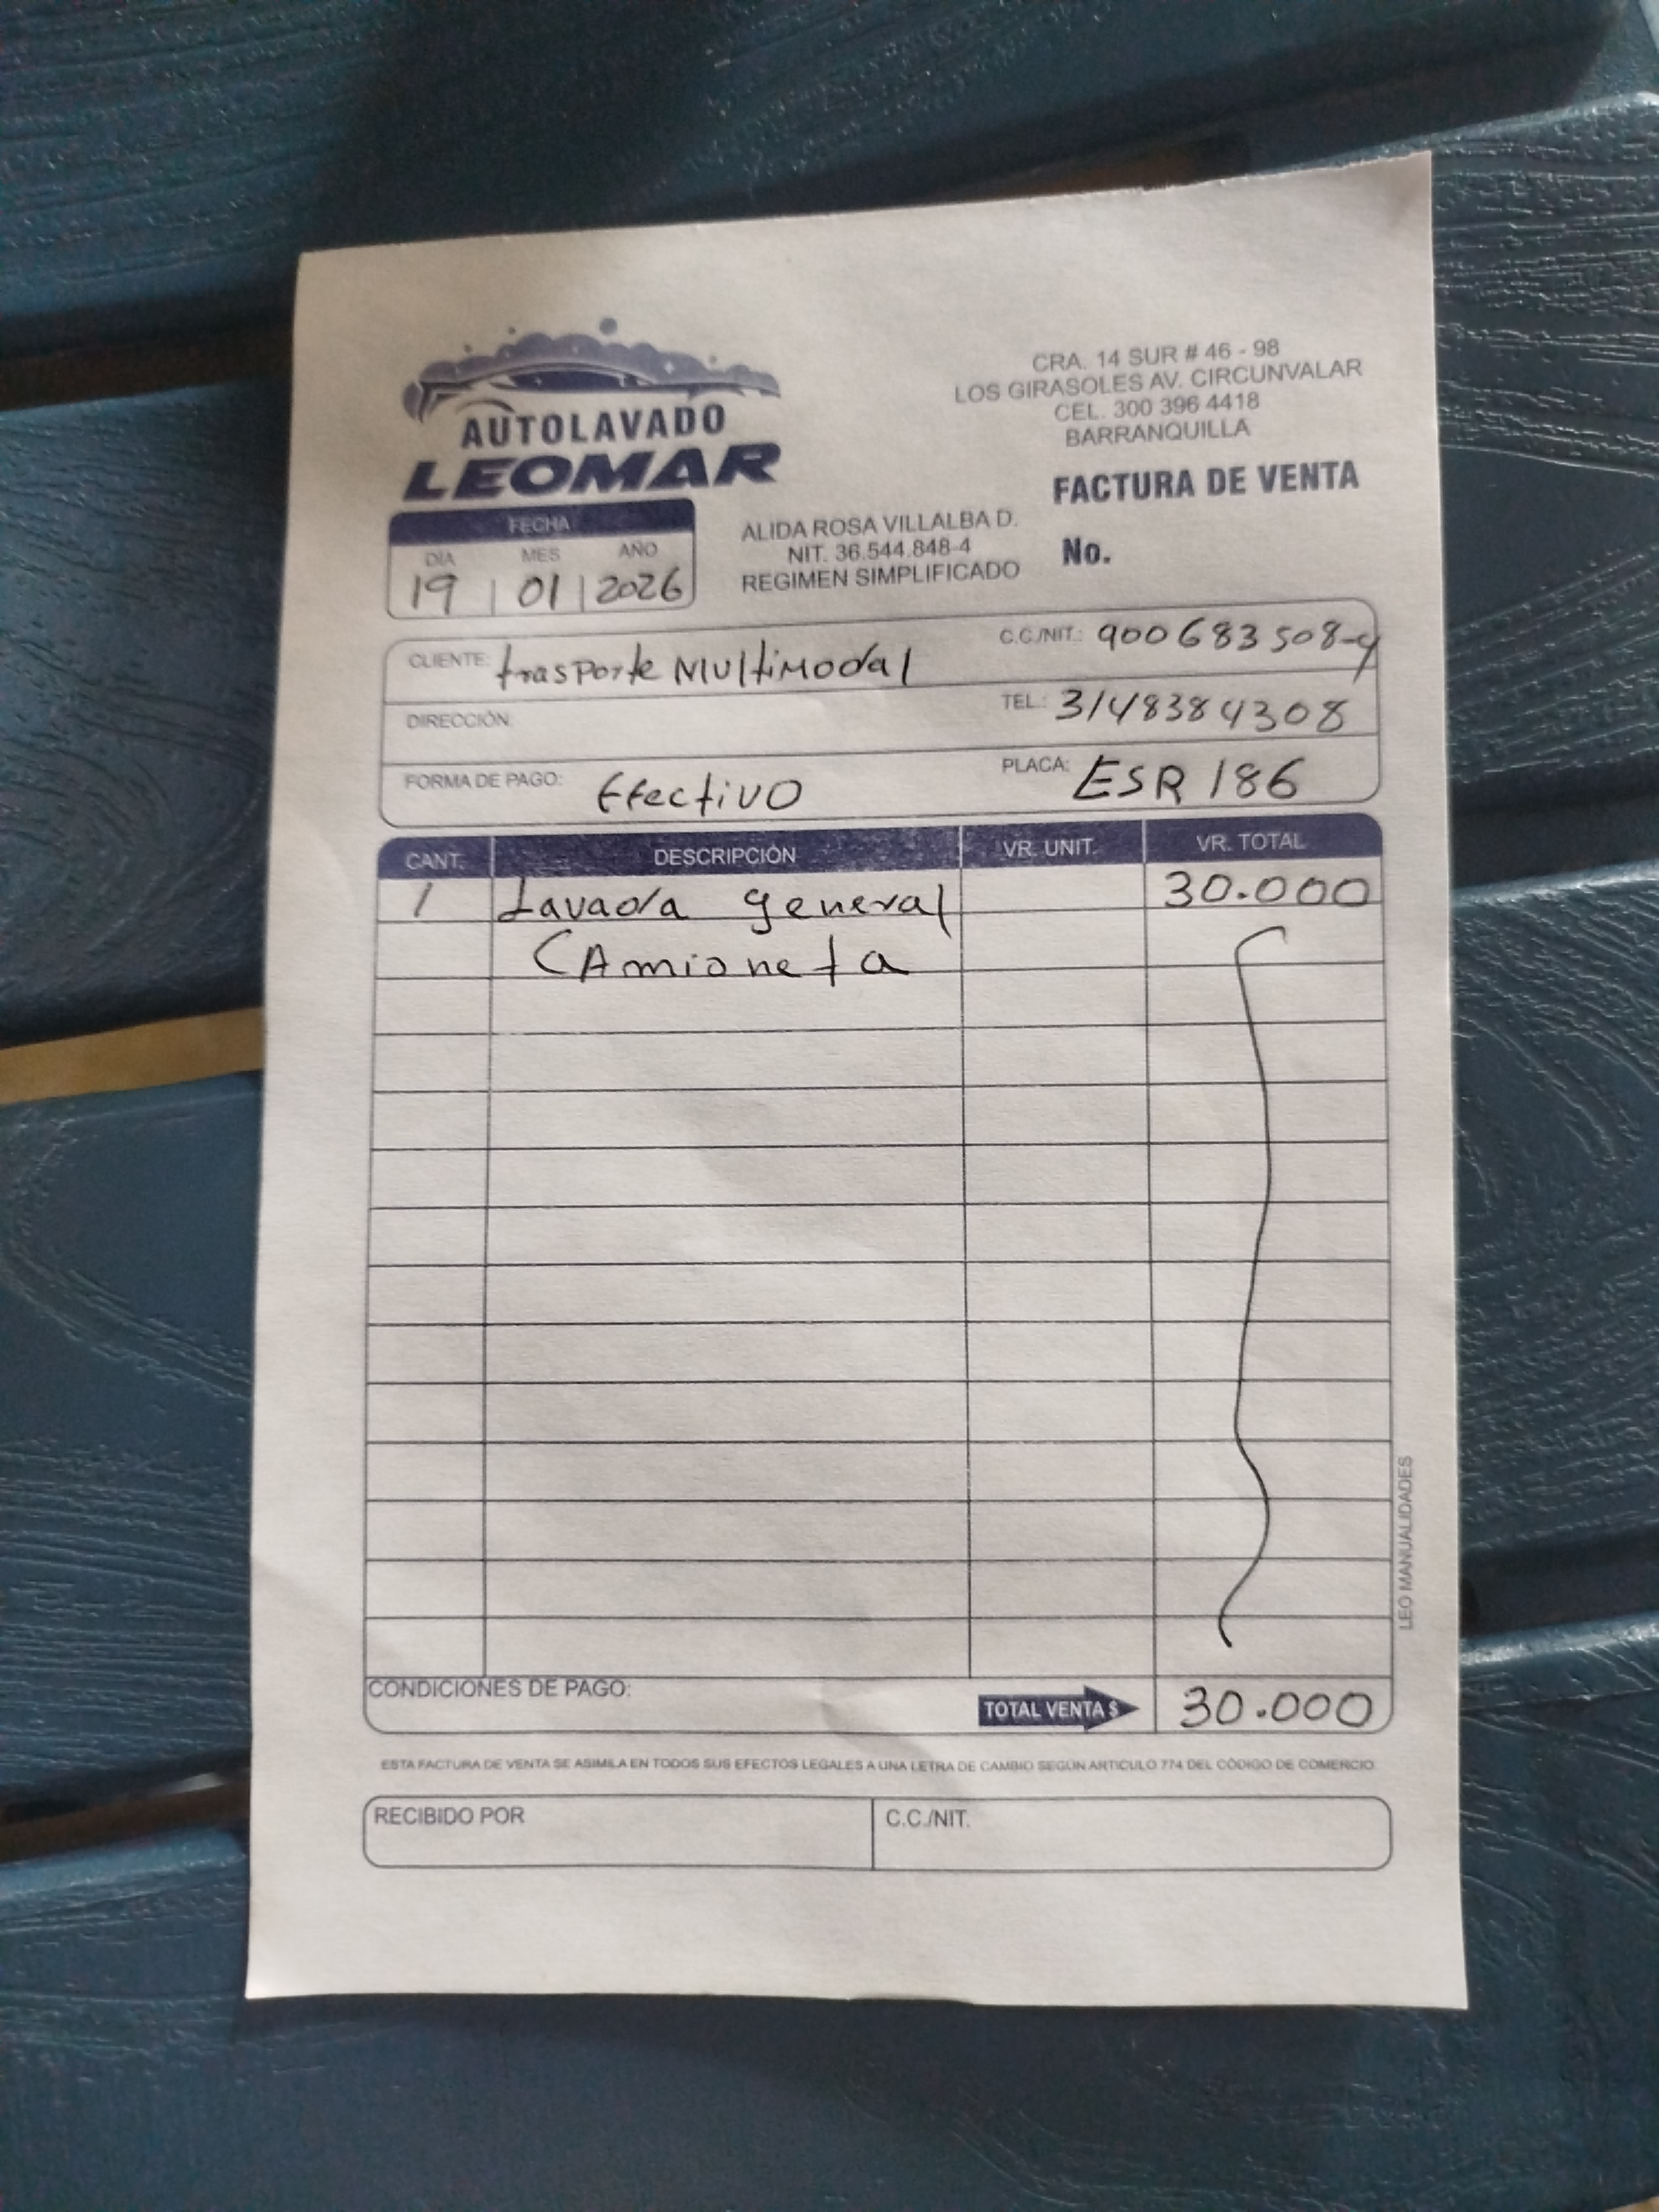 AUTOLAVADO
LEOMAR
CRA. 14 SUR # 46 - 98
LOS GIRASOLES AV. CIRCUNVALAR
CEL. 300 396 4418
BARRANQUILLA
FACTURA DE VENTA
No.
ALIDA ROSA VILLALBA D.
NIT. 36.544.848-4
REGIMEN SIMPLIFICADO
FECHA
DÍA MES AÑO
19 01 2026
CLIENTE: trasporte Multimodal C.C./NIT.: 900683508-4
DIRECCIÓN: TEL.: 3148384308
FORMA DE PAGO: Efectivo PLACA: ESR 186
CANT. DESCRIPCIÓN VR. UNIT. VR. TOTAL
1 Lavada general 30.000
CAmioneta
LEO MANUALIDADES
CONDICIONES DE PAGO: TOTAL VENTA $ 30.000
ESTA FACTURA DE VENTA SE ASIMILA EN TODOS SUS EFECTOS LEGALES A UNA LETRA DE CAMBIO SEGÚN ARTICULO 774 DEL CÓDIGO DE COMERCIO
RECIBIDO POR C.C./NIT.